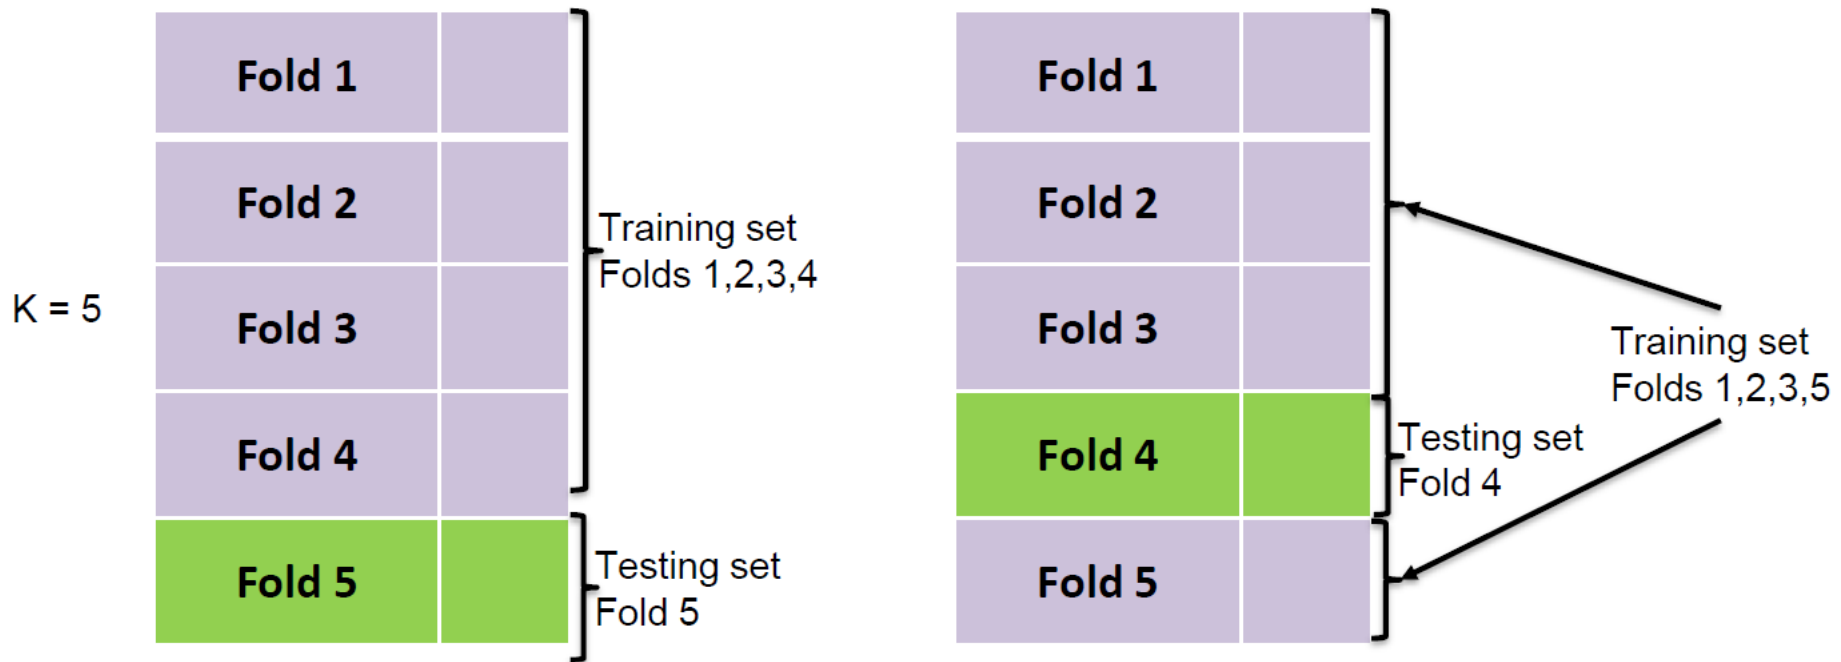 K = 5
Fold 1
Fold 2
Fold 3
Fold 4
Fold 5
Training set
Folds 1,2,3,4
Testing set
Fold 5
Fold 1
Fold 2
Fold 3
Fold 4
Fold 5
Testing set
Fold 4
Training set
Folds 1,2,3,5